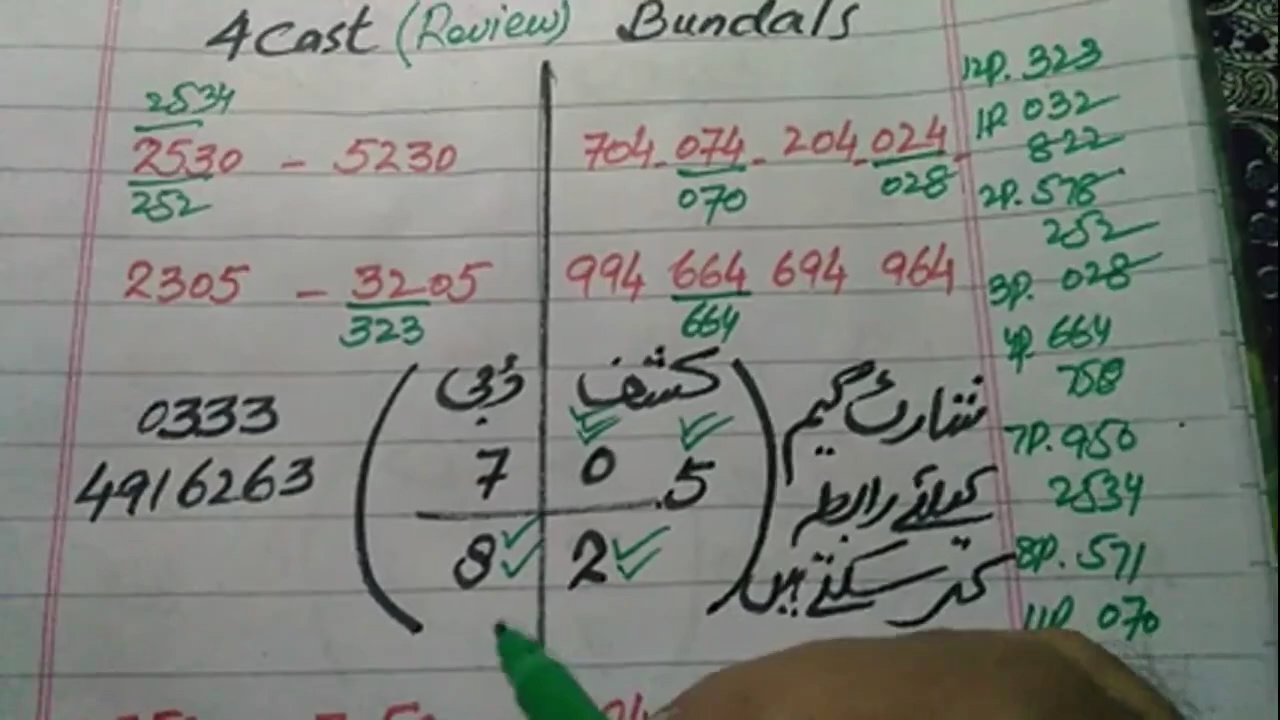 4Cast (Review) Bundals
2534
2530 - 5230
252
2305 - 3205
323
704 - 074 - 204 - 024 -
070 028
994 664 694 964
664
کشف
7 0 5
8 2
0333
4916263
شارٹ گیم
کیلئے رابطہ
کر سکتے ہیں
12P. 323
1P. 032
822
2P. 578
252
3P. 028
4P. 664
758
7P. 950
2534
8P. 571
11P 070